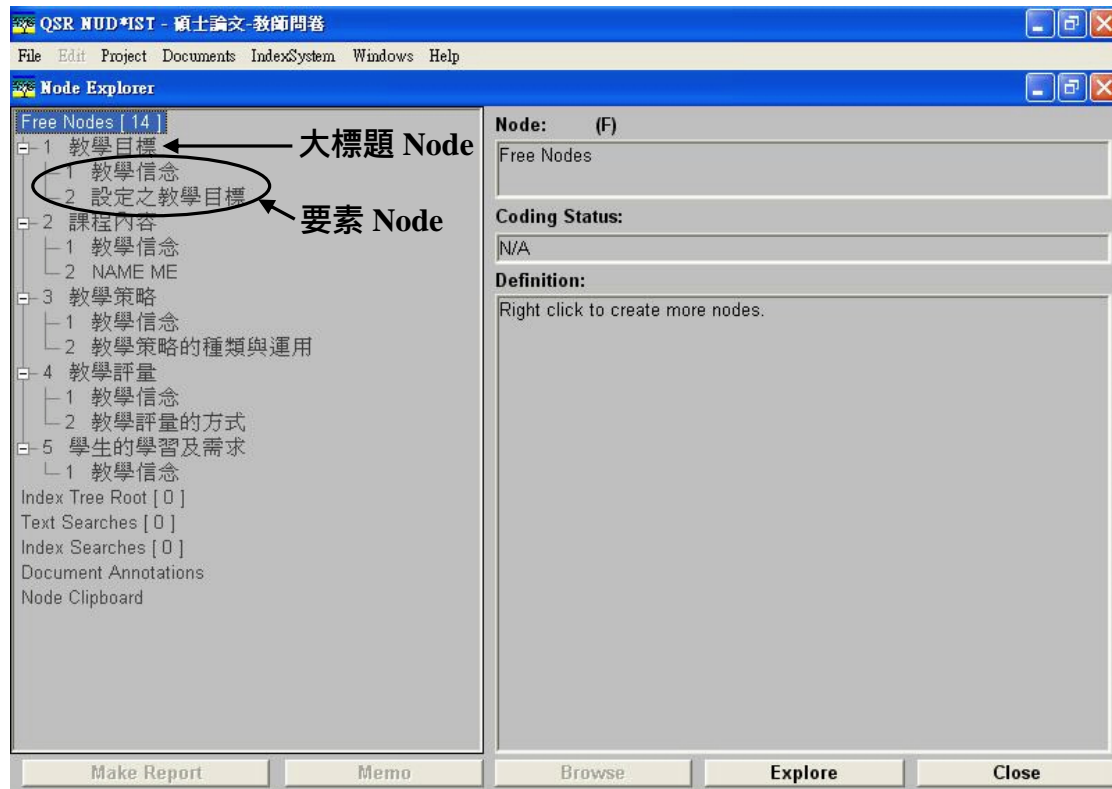 QSR NUD*IST - 碩士論文-教師問卷
File Edit Project Documents IndexSystem Windows Help
Node Explorer
Free Nodes [ 14 ]
1 教學目標
1 教學信念
2 設定之教學目標
2 課程內容
1 教學信念
2 NAME ME
3 教學策略
1 教學信念
2 教學策略的種類與運用
4 教學評量
1 教學信念
2 教學評量的方式
5 學生的學習及需求
1 教學信念
Index Tree Root [ 0 ]
Text Searches [ 0 ]
Index Searches [ 0 ]
Document Annotations
Node Clipboard
大標題 Node
要素 Node
Node: (F)
Free Nodes
Coding Status:
N/A
Definition:
Right click to create more nodes.
Make Report Memo Browse Explore Close